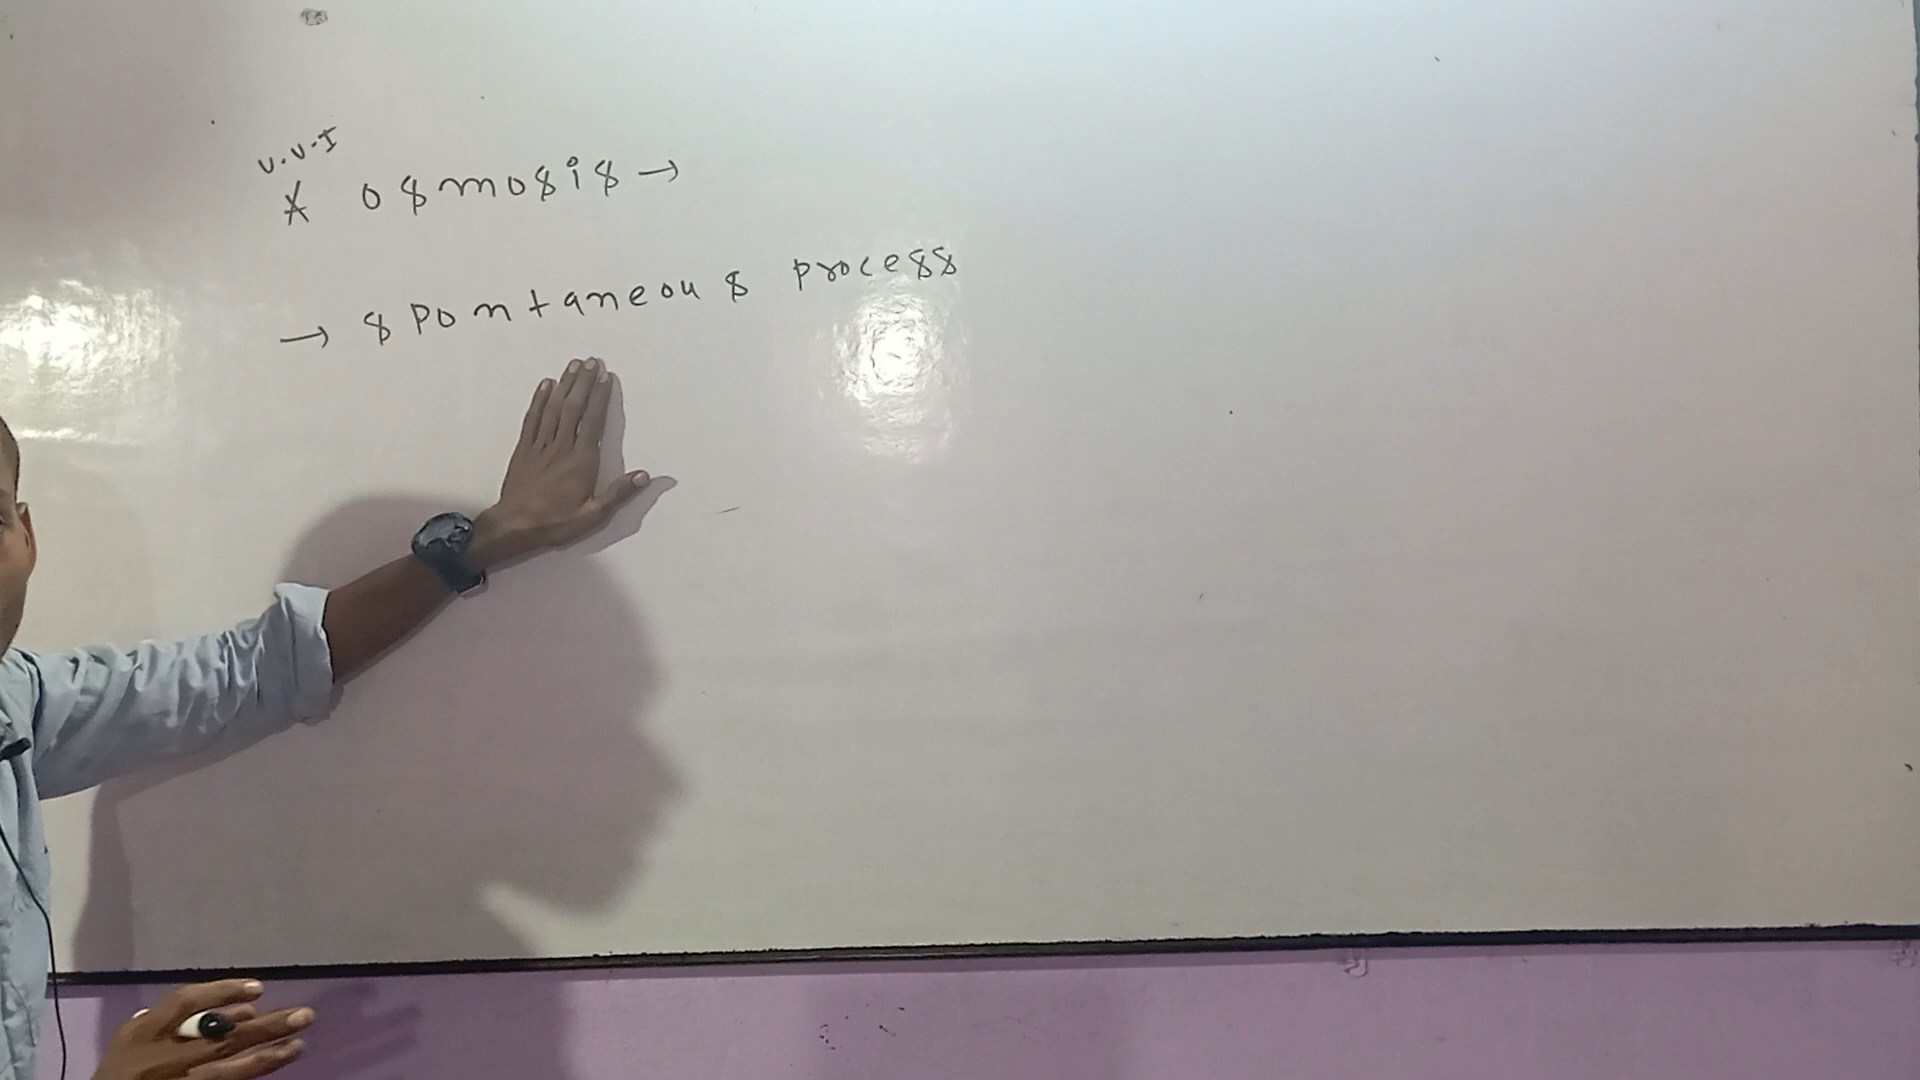 V.V.I
* osmosis →
→ spontaneous process